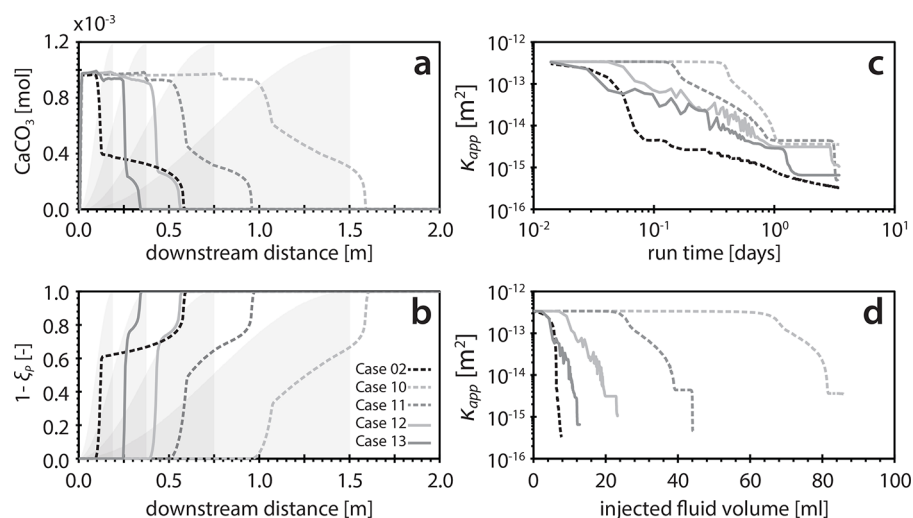 x10⁻³
1.2
0.8
0.4
0.0
CaCO₃ [mol]
a
0.0 0.5 1.0 1.5 2.0
downstream distance [m]
10⁻¹²
10⁻¹³
10⁻¹⁴
10⁻¹⁵
10⁻¹⁶
κapp [m²]
c
10⁻² 10⁻¹ 10⁰ 10¹
run time [days]
1.0
0.8
0.6
0.4
0.2
0.0
1- ξp [-]
b
Case 02
Case 10
Case 11
Case 12
Case 13
0.0 0.5 1.0 1.5 2.0
downstream distance [m]
10⁻¹²
10⁻¹³
10⁻¹⁴
10⁻¹⁵
10⁻¹⁶
κapp [m²]
d
0 20 40 60 80 100
injected fluid volume [ml]